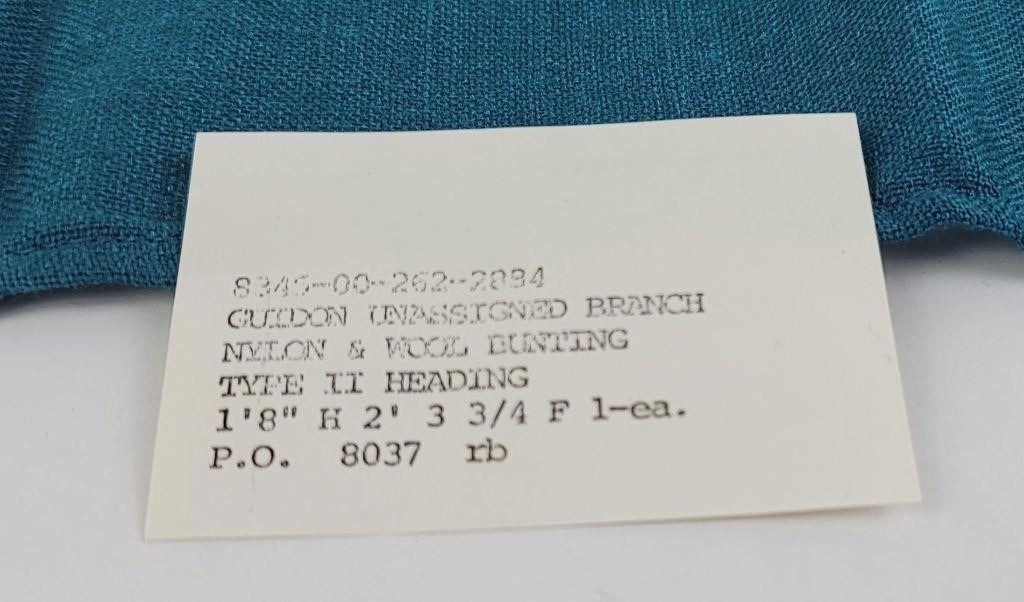 8345-00-262-2884
GUIDON UNASSIGNED BRANCH
NYLON & WOOL BUNTING
TYPE II HEADING
1'8" H 2' 3 3/4 F 1-ea.
P.O. 8037 rb